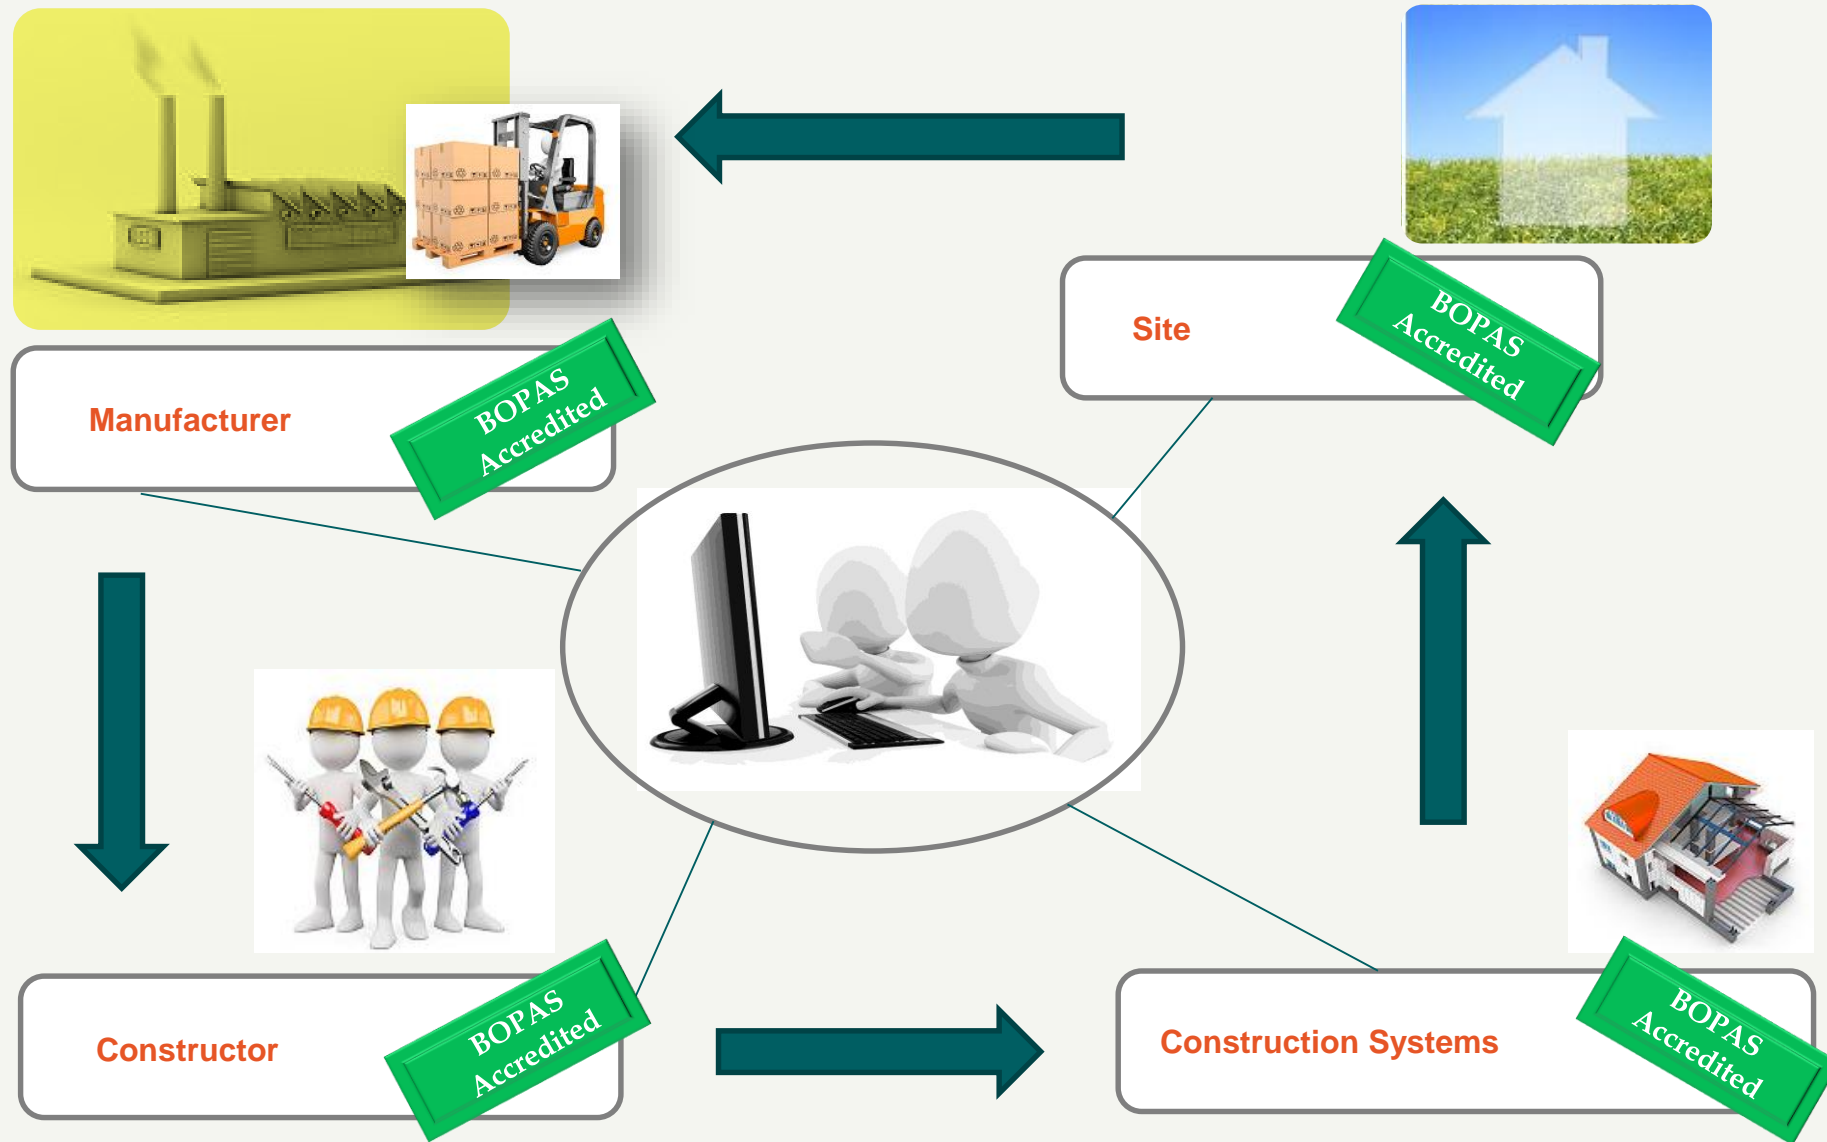 Site
BOPAS
Accredited
Manufacturer
BOPAS
Accredited
Constructor
BOPAS
Accredited
Construction Systems
BOPAS
Accredited